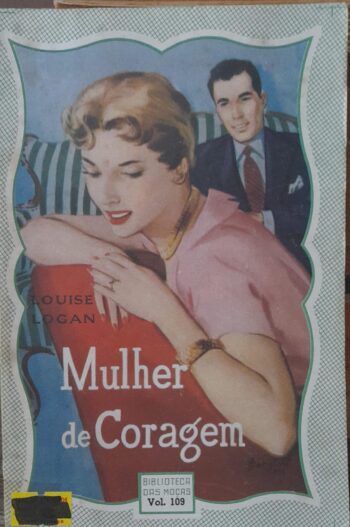 LOUISE
LOGAN
Mulher
de Coragem
BIBLIOTECA
DAS MOÇAS
Vol. 109